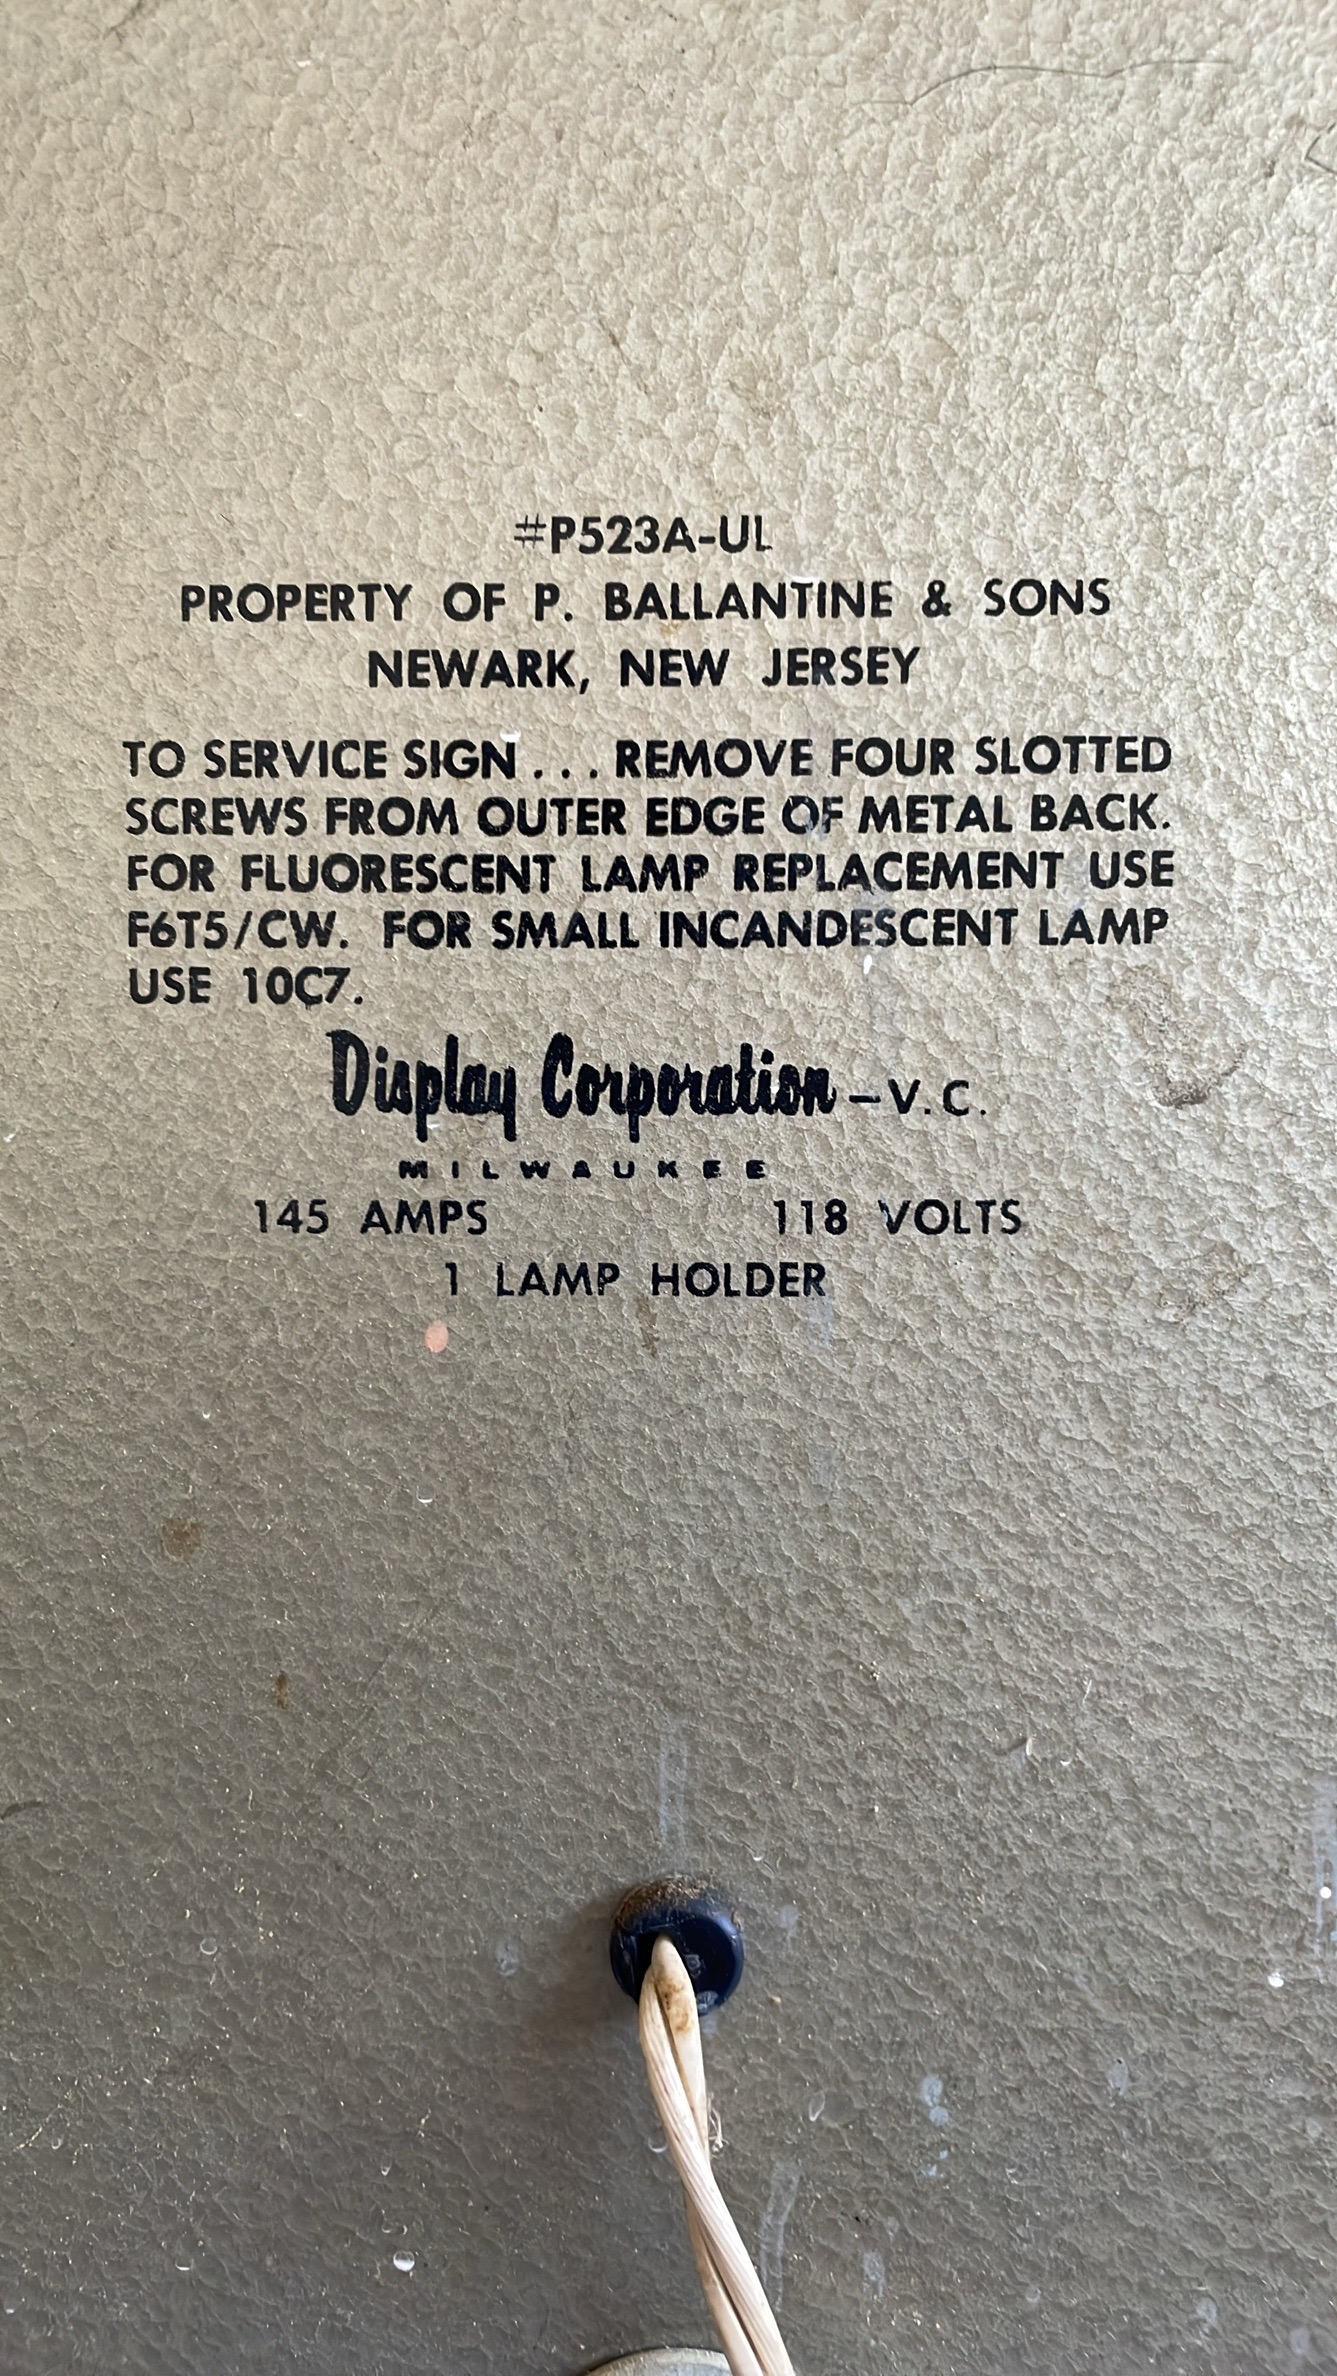 #P523A-UL
PROPERTY OF P. BALLANTINE & SONS
NEWARK, NEW JERSEY
TO SERVICE SIGN . . . REMOVE FOUR SLOTTED
SCREWS FROM OUTER EDGE OF METAL BACK.
FOR FLUORESCENT LAMP REPLACEMENT USE
F6T5/CW. FOR SMALL INCANDESCENT LAMP
USE 10C7.
Display Corporation – V. C.
MILWAUKEE
145 AMPS 118 VOLTS
1 LAMP HOLDER